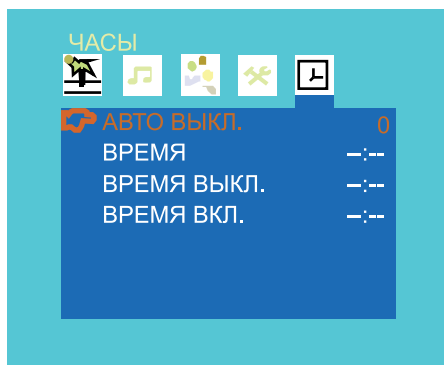 ЧАСЫ
АВТО ВЫКЛ. 0
ВРЕМЯ –:--
ВРЕМЯ ВЫКЛ. –:--
ВРЕМЯ ВКЛ. –:--